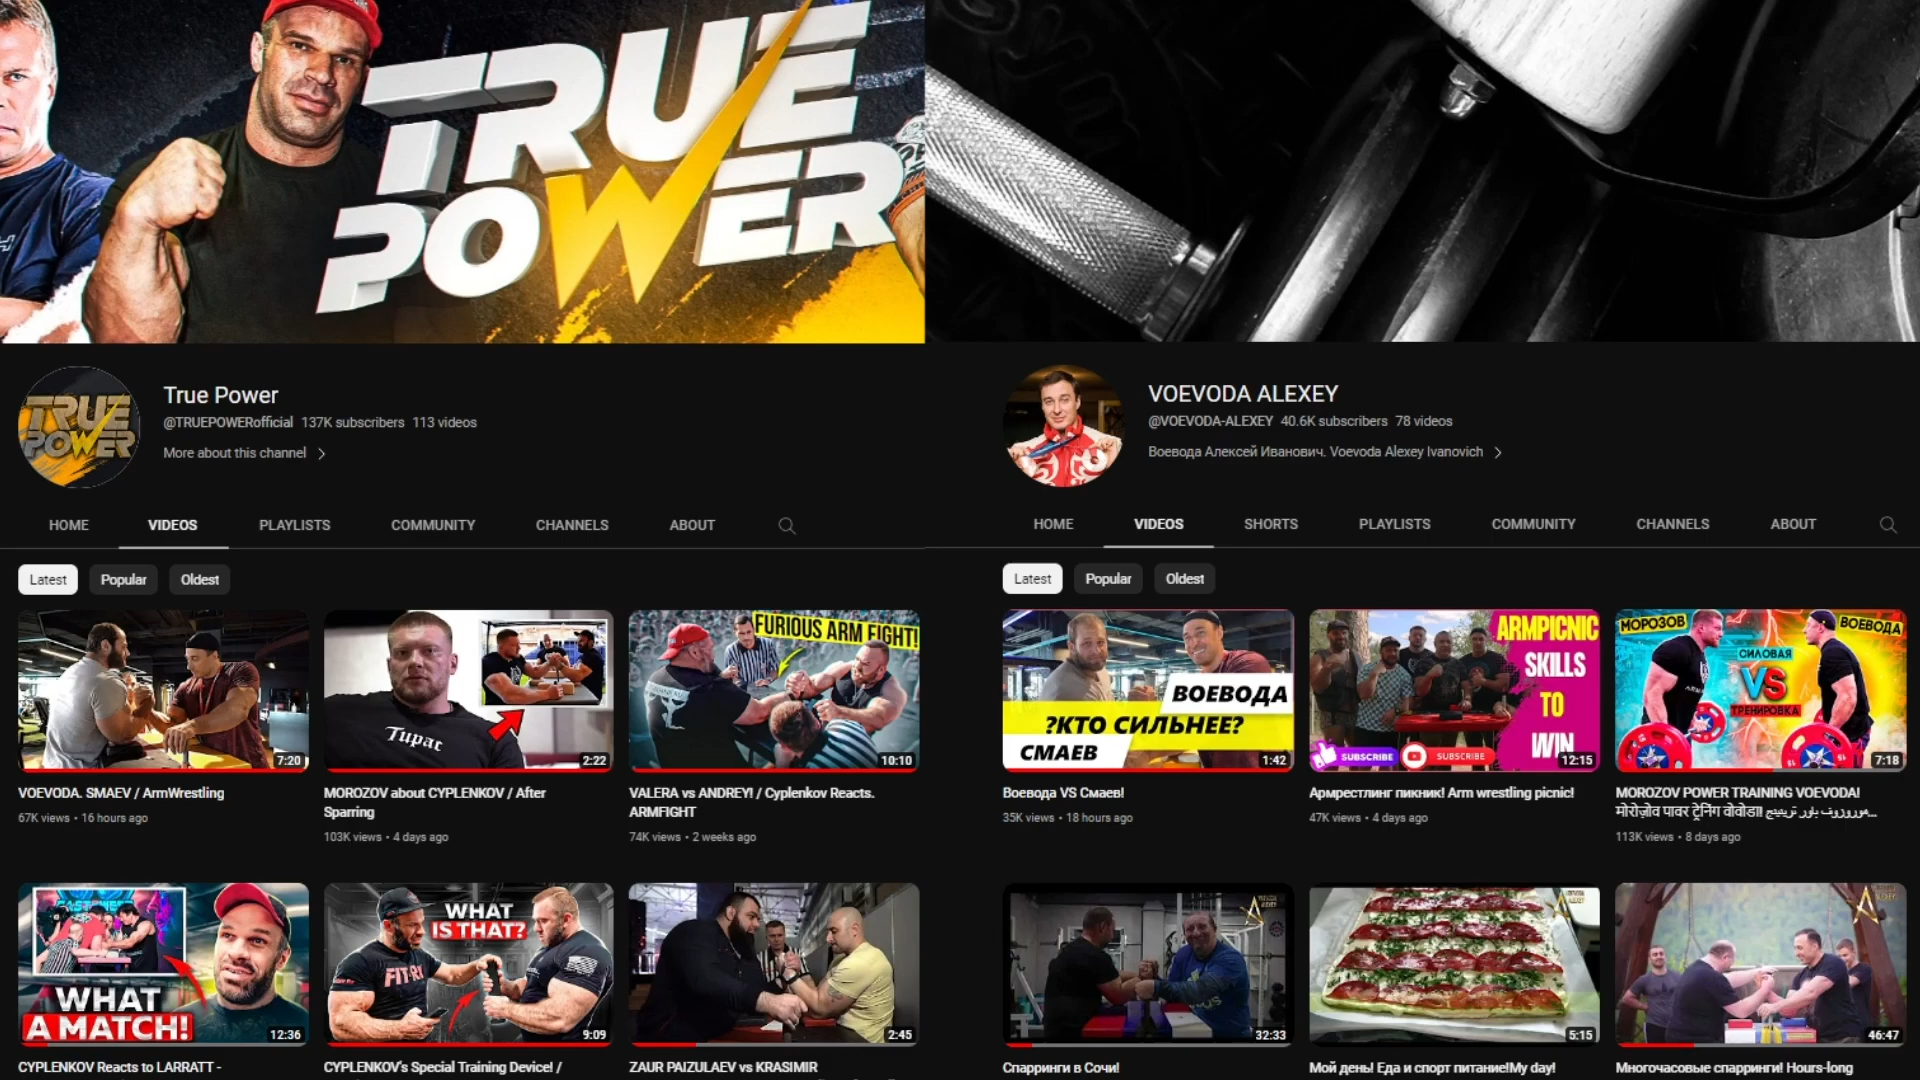 TRUE
POWER
True Power
@TRUEPOWERofficial 137K subscribers 113 videos
More about this channel
HOME VIDEOS PLAYLISTS COMMUNITY CHANNELS ABOUT
Latest Popular Oldest
7:20
VOEVODA. SMAEV / ArmWrestling
67K views • 16 hours ago
Tupac
2:22
MOROZOV about CYPLENKOV / After
Sparring
103K views • 4 days ago
FURIOUS ARM FIGHT!
10:10
VALERA vs ANDREY! / Cyplenkov Reacts.
ARMFIGHT
74K views • 2 weeks ago
WHAT
A MATCH!
12:36
CYPLENKOV Reacts to LARRATT -
WHAT
IS THAT?
9:09
CYPLENKOV's Special Training Device! /
2:45
ZAUR PAIZULAEV vs KRASIMIR
VOEVODA ALEXEY
@VOEVODA-ALEXEY 40.6K subscribers 78 videos
Воевода Алексей Иванович. Voevoda Alexey Ivanovich
HOME VIDEOS SHORTS PLAYLISTS COMMUNITY CHANNELS ABOUT
Latest Popular Oldest
ВОЕВОДА
?КТО СИЛЬНЕЕ?
СМАЕВ
1:42
Воевода VS Смаев!
35K views • 18 hours ago
ARMPICNIC
SKILLS
TO
WIN
SUBSCRIBE SUBSCRIBE
12:15
Армрестлинг пикник! Arm wrestling picnic!
47K views • 4 days ago
МОРОЗОВ ВОЕВОДА
СИЛОВАЯ
VS
ТРЕНИРОВКА
7:18
MOROZOV POWER TRAINING VOEVODA!
मोरोज़ोव पावर ट्रेनिंग वोवोडा! موروزوف باور تريننج...
113K views • 8 days ago
32:33
Спарринги в Сочи!
5:15
Мой день! Еда и спорт питание!My day!
46:47
Многочасовые спарринги! Hours-long